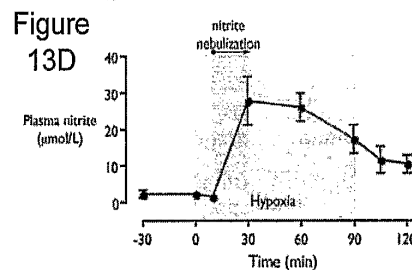 Figure
13D
nitrite
nebulization
Plasma nitrite
(μmol/L)
40
30
20
10
0
Hypoxia
-30 0 30 60 90 120
Time (min)